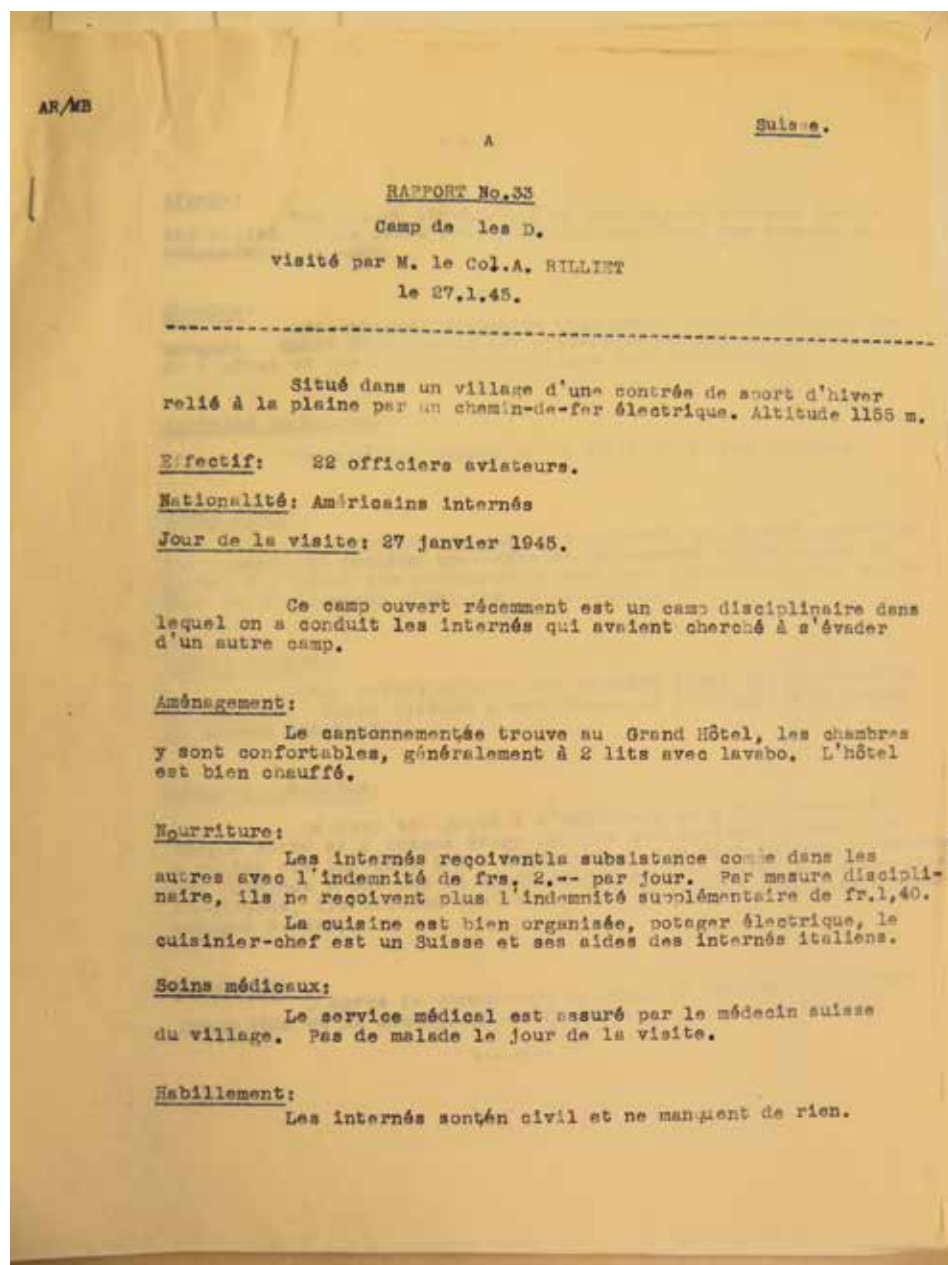 AR/MB
Suisse.
A
RAPPORT No.33
Camp de les D.
visité par M. le Col.A. RILLIET
le 27.1.45.
Situé dans un village d'une contrée de sport d'hiver
relié à la plaine par un chemin-de-fer électrique. Altitude 1155 m.
Effectif: 22 officiers aviateurs.
Nationalité: Américains internés
Jour de la visite: 27 janvier 1945.
Ce camp ouvert récemment est un camp disciplinaire dans
lequel on a conduit les internés qui avaient cherché à s'évader
d'un autre camp.
Aménagement:
Le cantonnementse trouve au Grand Hôtel, les chambres
y sont confortables, généralement à 2 lits avec lavabo. L'hôtel
est bien chauffé.
Nourriture:
Les internés reçoiventla subsistance comme dans les
autres avec l'indemnité de frs. 2.-- par jour. Par mesure discipli-
naire, ils ne reçoivent plus l'indemnité supplémentaire de fr.1,40.
La cuisine est bien organisée, potager électrique, le
cuisinier-chef est un Suisse et ses aides des internés italiens.
Soins médicaux:
Le service médical est assuré par le médecin suisse
du village. Pas de malade le jour de la visite.
Habillement:
Les internés sont en civil et ne manquent de rien.